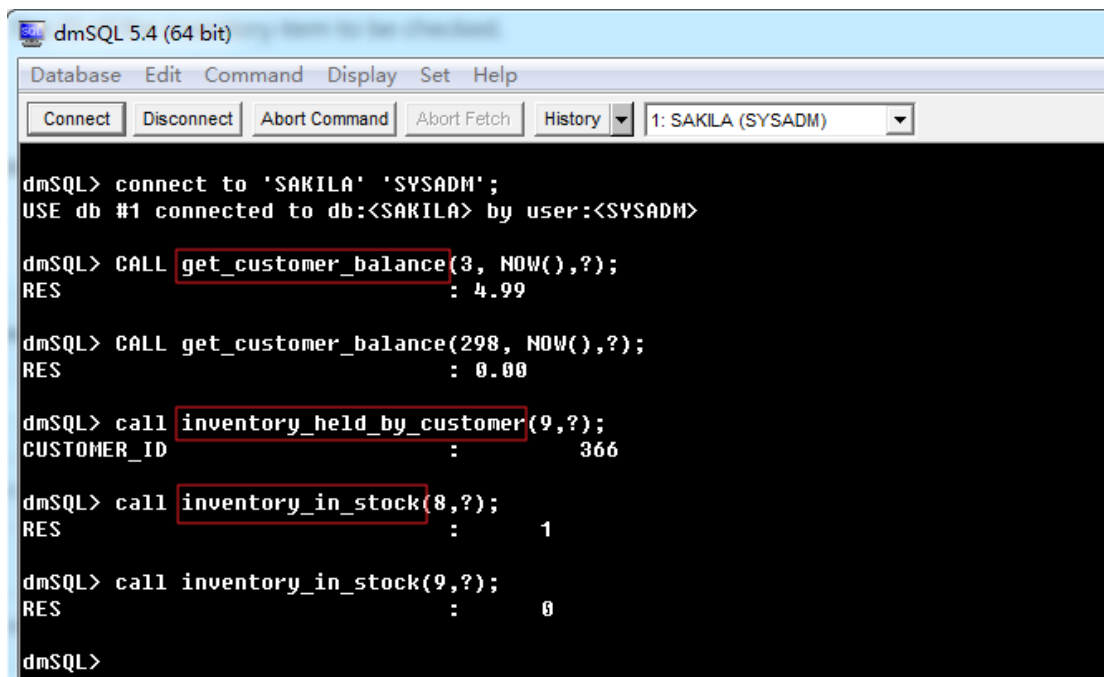 dmSQL 5.4 (64 bit)
Database Edit Command Display Set Help
Connect Disconnect Abort Command Abort Fetch History 1: SAKILA (SYSADM)
dmSQL> connect to 'SAKILA' 'SYSADM';
USE db #1 connected to db:<SAKILA> by user:<SYSADM>
dmSQL> CALL get_customer_balance(3, NOW(),?);
RES : 4.99
dmSQL> CALL get_customer_balance(298, NOW(),?);
RES : 0.00
dmSQL> call inventory_held_by_customer(9,?);
CUSTOMER_ID : 366
dmSQL> call inventory_in_stock(8,?);
RES : 1
dmSQL> call inventory_in_stock(9,?);
RES : 0
dmSQL>